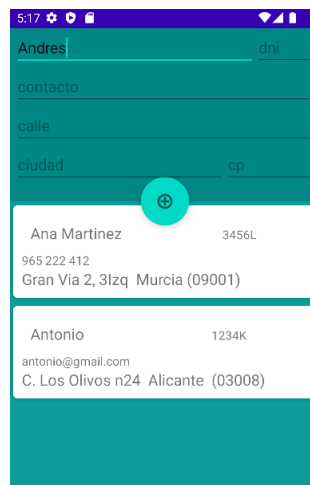 5:17
Andres dni
contacto
calle
ciudad cp
Ana Martinez 3456L
965 222 412
Gran Via 2, 3Izq Murcia (09001)
Antonio 1234K
antonio@gmail.com
C. Los Olivos n24 Alicante (03008)